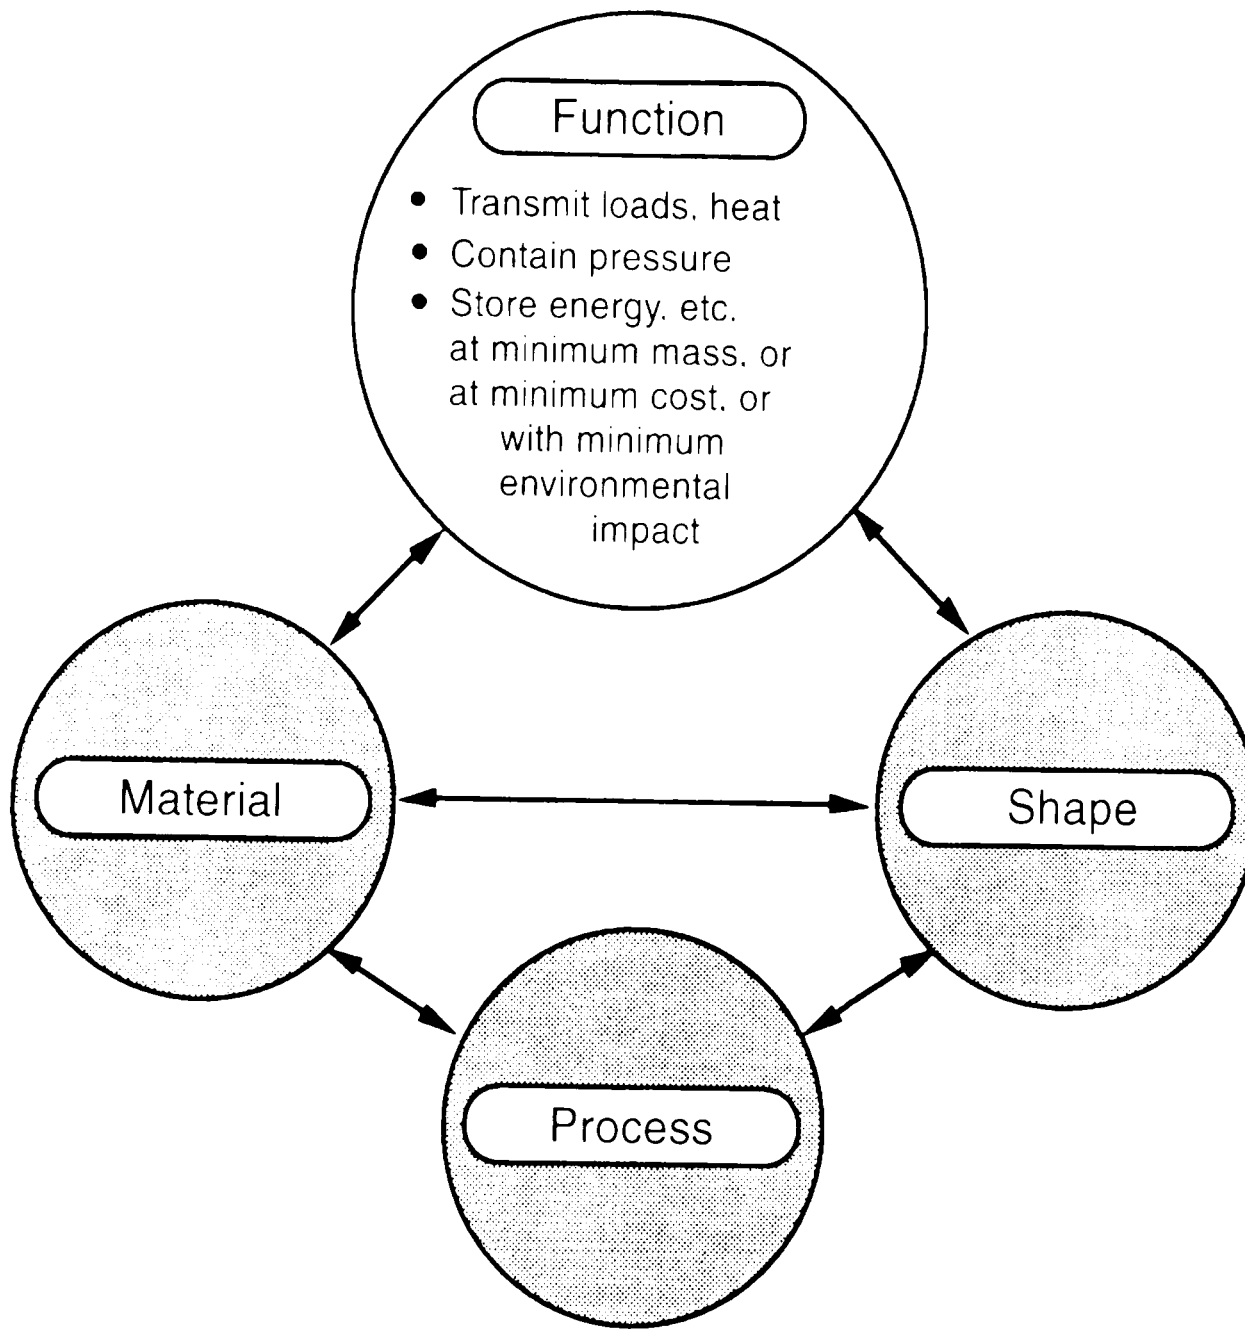 Function
• Transmit loads, heat
• Contain pressure
• Store energy, etc.
at minimum mass, or
at minimum cost, or
with minimum
environmental
impact
Material
Shape
Process